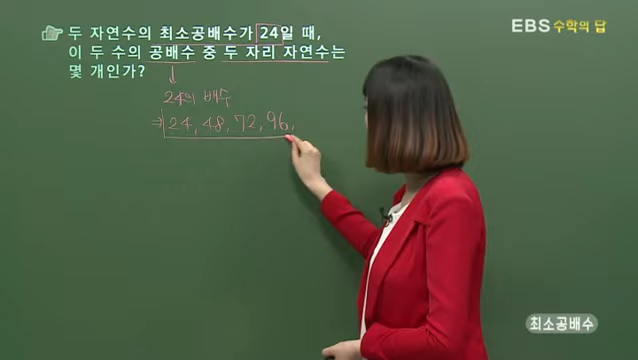 EBS 수학의 답
두 자연수의 최소공배수가 24일 때,
이 두 수의 공배수 중 두 자리 자연수는
몇 개인가?
↓
24의 배수
⇒ 24, 48, 72, 96,
최소공배수